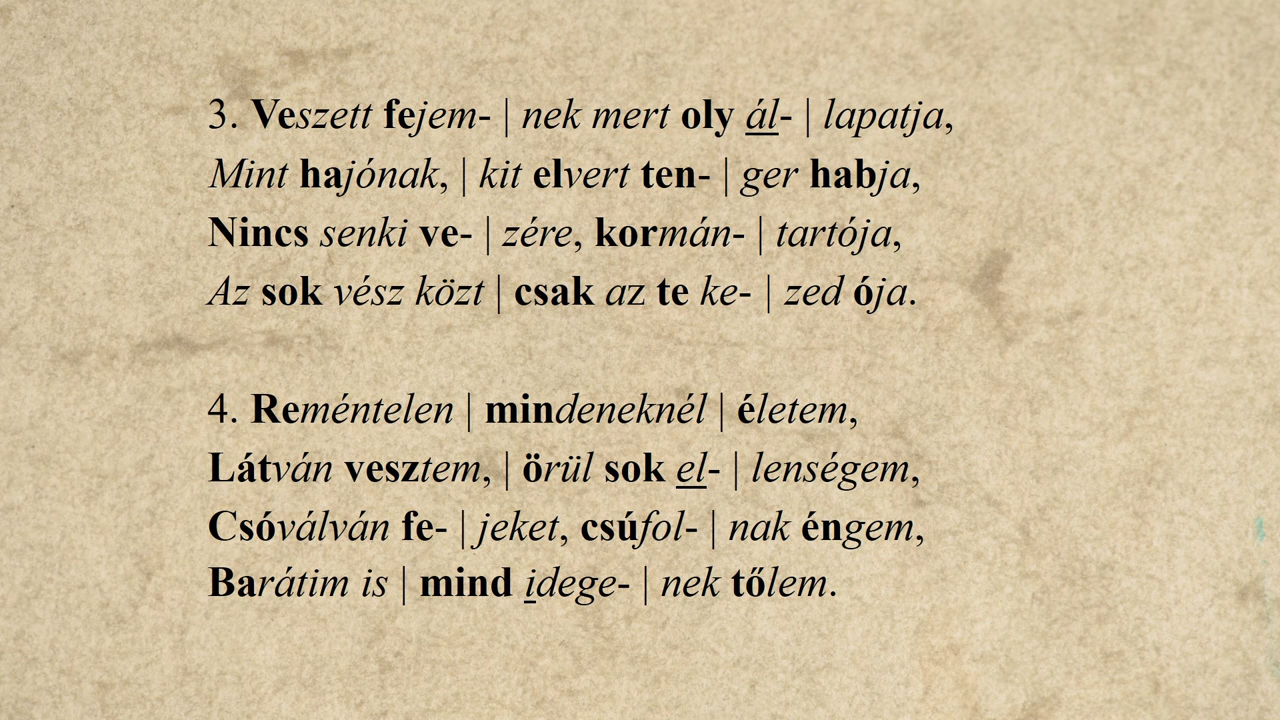 3. Veszett fejem- | nek mert oly ál- | lapatja,
Mint hajónak, | kit elvert ten- | ger habja,
Nincs senki ve- | zére, kormán- | tartója,
Az sok vész közt | csak az te ke- | zed ója.
4. Reméntelen | mindeneknél | életem,
Látván vesztem, | örül sok el- | lenségem,
Csóválván fe- | jeket, csúfol- | nak éngem,
Barátim is | mind idege- | nek tőlem.